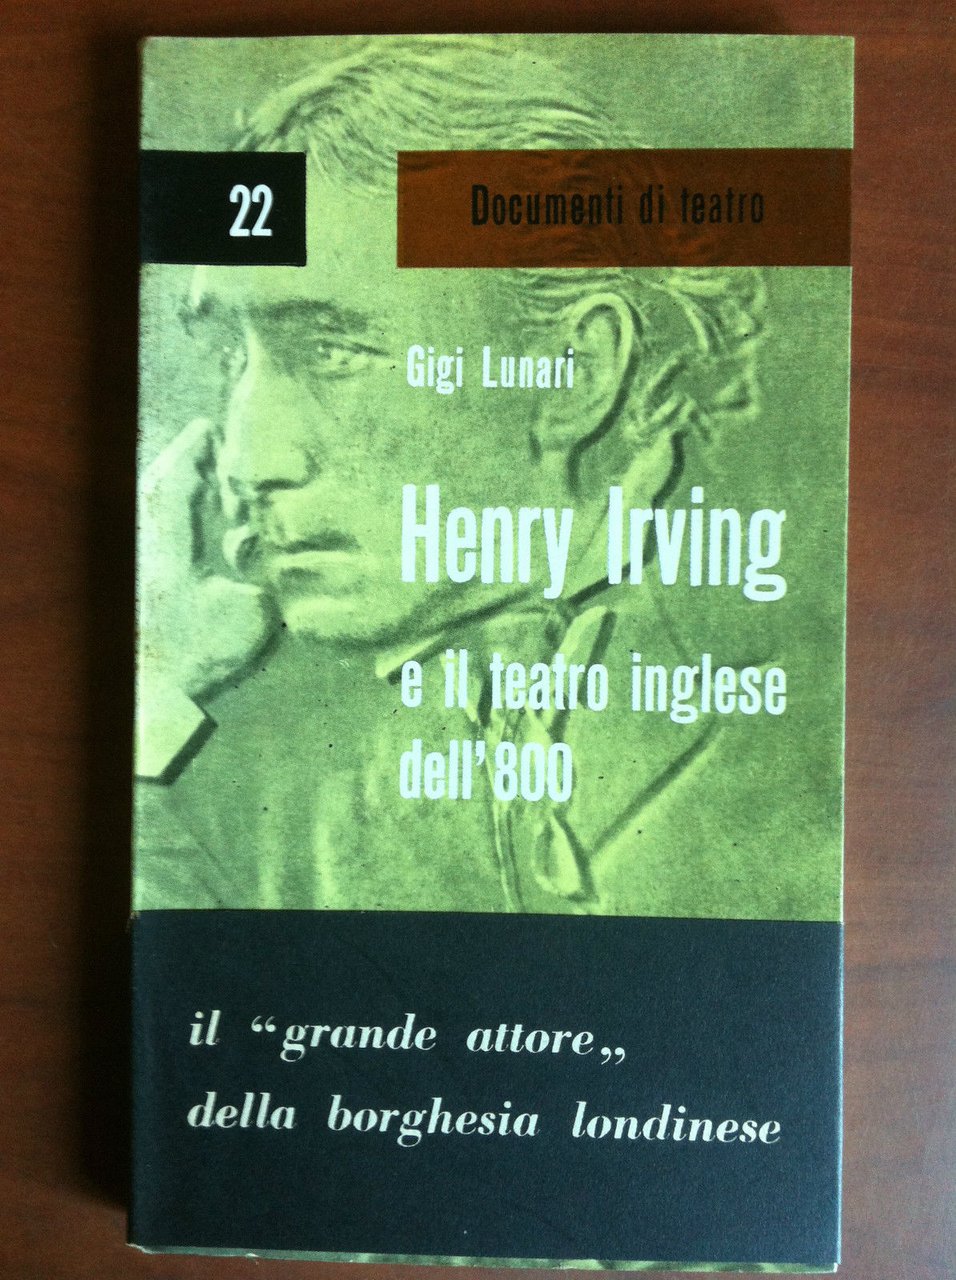 22
Documenti di teatro
Gigi Lunari
Henry Irving
e il teatro inglese
dell'800
il “grande attore„
della borghesia londinese